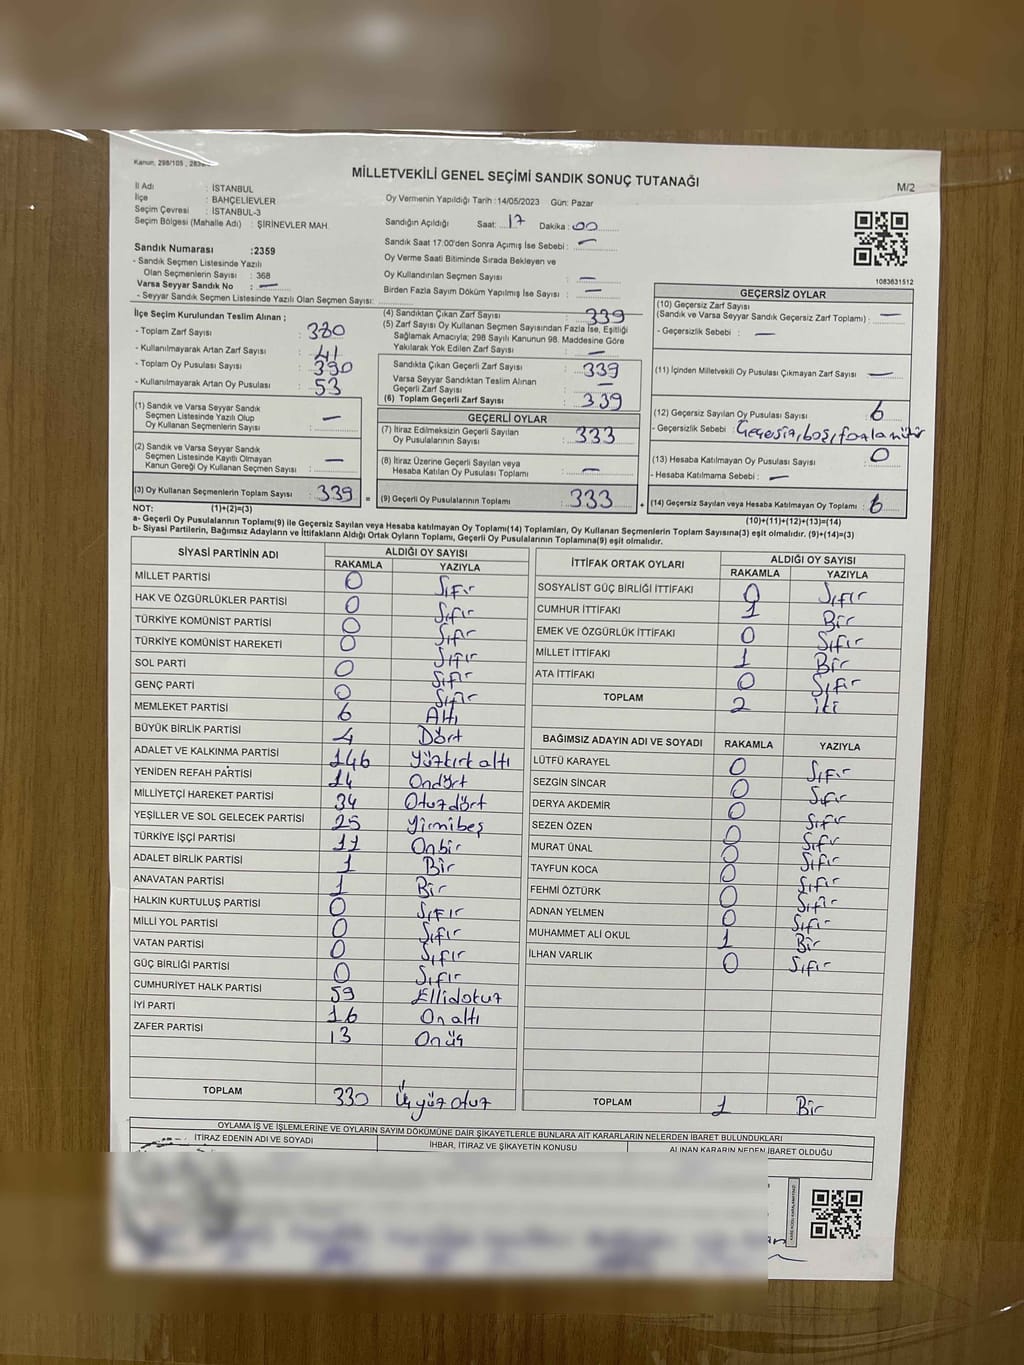 Kanun, 298/105
MİLLETVEKİLİ GENEL SEÇİMİ SANDIK SONUÇ TUTANAĞI
M/2
İl Adı : İSTANBUL
İlçe : BAHÇELİEVLER
Seçim Çevresi : İSTANBUL-3
Seçim Bölgesi (Mahalle Adı) : ŞİRİNEVLER MAH.
Sandık Numarası :2359
- Sandık Seçmen Listesinde Yazılı
Olan Seçmenlerin Sayısı : 368
Varsa Seyyar Sandık No : —
- Seyyar Sandık Seçmen Listesinde Yazılı Olan Seçmen Sayısı:
Oy Vermenin Yapıldığı Tarih :14/05/2023 Gün: Pazar
Sandığın Açıldığı Saat: 17 Dakika : 00
Sandık Saat 17.00'den Sonra Açımış İse Sebebi : —
Oy Verme Saati Bitiminde Sırada Bekleyen ve
Oy Kullandırılan Seçmen Sayısı : —
Birden Fazla Sayım Döküm Yapılmış İse Sayısı : —
1083631512
İlçe Seçim Kurulundan Teslim Alınan ;
- Toplam Zarf Sayısı : 380
- Kullanılmayarak Artan Zarf Sayısı : 41
- Toplam Oy Pusulası Sayısı : 390
- Kullanılmayarak Artan Oy Pusulası : 53
(1) Sandık ve Varsa Seyyar Sandık
Seçmen Listesinde Yazılı Olup
Oy Kullanan Seçmenlerin Sayısı : —
(2) Sandık ve Varsa Seyyar Sandık
Seçmen Listesinde Kayıtlı Olmayan
Kanun Gereği Oy Kullanan Seçmen Sayısı : —
(3) Oy Kullanan Seçmenlerin Toplam Sayısı : 339 =
(1)+(2)=(3)
(4) Sandıktan Çıkan Zarf Sayısı : 339
(5) Zarf Sayısı Oy Kullanan Seçmen Sayısından Fazla İse, Eşitliği
Sağlamak Amacıyla; 298 Sayılı Kanunun 98. Maddesine Göre
Yakılarak Yok Edilen Zarf Sayısı : —
Sandıkta Çıkan Geçerli Zarf Sayısı : 339
Varsa Seyyar Sandıktan Teslim Alınan
Geçerli Zarf Sayısı : —
(6) Toplam Geçerli Zarf Sayısı : 339
GEÇERLİ OYLAR
(7) İtiraz Edilmeksizin Geçerli Sayılan
Oy Pusulalarının Sayısı : 333
(8) İtiraz Üzerine Geçerli Sayılan veya
Hesaba Katılan Oy Pusulası Toplamı : —
(9) Geçerli Oy Pusulalarının Toplamı : 333 +
GEÇERSİZ OYLAR
(10) Geçersiz Zarf Sayısı
(Sandık ve Varsa Seyyar Sandık Geçersiz Zarf Toplamı) : —
- Geçersizlik Sebebi : —
(11) İçinden Milletvekili Oy Pusulası Çıkmayan Zarf Sayısı : —
(12) Geçersiz Sayılan Oy Pusulası Sayısı : 6
- Geçersizlik Sebebi : Geçersiz, boş,
(13) Hesaba Katılmayan Oy Pusulası Sayısı : 0
- Hesaba Katılmama Sebebi : —
(14) Geçersiz Sayılan veya Hesaba Katılmayan Oy Toplamı : 6
(10)+(11)+(12)+(13)=(14)
NOT:
a- Geçerli Oy Pusulasının Toplamı(9) ile Geçersiz Sayılan veya Hesaba Katılmayan Oy Toplamı(14) Toplamları, Oy Kullanan Seçmenlerin Toplam Sayısına(3) eşit olmalıdır. (9)+(14)=(3)
b- Siyasi Partilerin, Bağımsız Adayların ve İttifakların Aldığı Ortak Oyların Toplamı, Geçerli Oy Pusulasının Toplamına(9) eşit olmalıdır.
SİYASİ PARTİNİN ADI ALDIĞI OY SAYISI
RAKAMLA YAZIYLA
MİLLET PARTİSİ 0 Sıfır
HAK VE ÖZGÜRLÜKLER PARTİSİ 0 Sıfır
TÜRKİYE KOMÜNİST PARTİSİ 0 Sıfır
TÜRKİYE KOMÜNİST HAREKETİ 0 Sıfır
SOL PARTİ 0 Sıfır
GENÇ PARTİ 0 Sıfır
MEMLEKET PARTİSİ 6 Altı
BÜYÜK BİRLİK PARTİSİ 4 Dört
ADALET VE KALKINMA PARTİSİ 146 Yüzkırk altı
YENİDEN REFAH PARTİSİ 14 Ondört
MİLLİYETÇİ HAREKET PARTİSİ 34 Otuzdört
YEŞİLLER VE SOL GELECEK PARTİSİ 25 Yirmibeş
TÜRKİYE İŞÇİ PARTİSİ 11 Onbir
ADALET BİRLİK PARTİSİ 1 Bir
ANAVATAN PARTİSİ 1 Bir
HALKIN KURTULUŞ PARTİSİ 0 Sıfır
MİLLİ YOL PARTİSİ 0 Sıfır
VATAN PARTİSİ 0 Sıfır
GÜÇ BİRLİĞİ PARTİSİ 0 Sıfır
CUMHURİYET HALK PARTİSİ 59 Ellidokuz
İYİ PARTİ 16 On altı
ZAFER PARTİSİ 13 Onüç
TOPLAM 330 Üçyüz otuz
İTTİFAK ORTAK OYLARI ALDIĞI OY SAYISI
RAKAMLA YAZIYLA
SOSYALİST GÜÇ BİRLİĞİ İTTİFAKI 0 Sıfır
CUMHUR İTTİFAKI 1 Bir
EMEK VE ÖZGÜRLÜK İTTİFAKI 0 Sıfır
MİLLET İTTİFAKI 1 Bir
ATA İTTİFAKI 0 Sıfır
TOPLAM 2 iki
BAĞIMSIZ ADAYIN ADI VE SOYADI RAKAMLA YAZIYLA
LÜTFÜ KARAYEL 0 Sıfır
SEZGİN SİNCAR 0 Sıfır
DERYA AKDEMİR 0 Sıfır
SEZEN ÖZEN 0 Sıfır
MURAT ÜNAL 0 Sıfır
TAYFUN KOCA 0 Sıfır
FEHMİ ÖZTÜRK 0 Sıfır
ADNAN YELMEN 0 Sıfır
MUHAMMET ALİ OKUL 1 Bir
İLHAN VARLIK 0 Sıfır
TOPLAM 1 Bir
OYLAMA İŞ VE İŞLEMLERİNE VE OYLARIN SAYIM DÖKÜMÜNE DAİR ŞİKAYETLERLE BUNLARA AİT KARARLARIN NELERDEN İBARET BULUNDUKLARI
İTİRAZ EDENİN ADI VE SOYADI İHBAR, İTİRAZ VE ŞİKAYETİN KONUSU ALINAN KARARIN NEDEN İBARET OLDUĞU